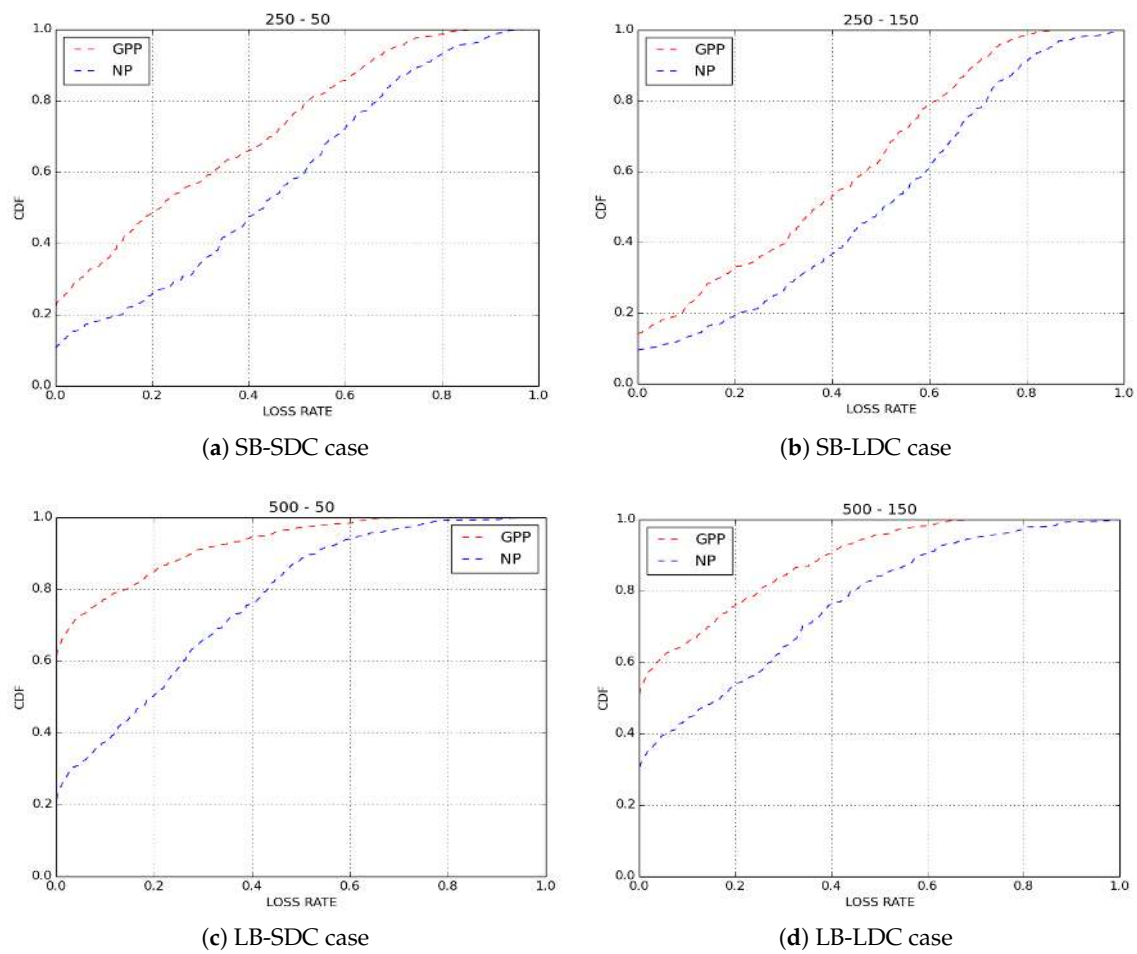 250 - 50
GPP
NP
1.0
0.8
0.6
0.4
0.2
0.0
CDF
0.0 0.2 0.4 0.6 0.8 1.0
LOSS RATE
(a) SB-SDC case
250 - 150
GPP
NP
1.0
0.8
0.6
0.4
0.2
0.0
CDF
0.0 0.2 0.4 0.6 0.8 1.0
LOSS RATE
(b) SB-LDC case
500 - 50
GPP
NP
1.0
0.8
0.6
0.4
0.2
0.0
CDF
0.0 0.2 0.4 0.6 0.8 1.0
LOSS RATE
(c) LB-SDC case
500 - 150
GPP
NP
1.0
0.8
0.6
0.4
0.2
0.0
CDF
0.0 0.2 0.4 0.6 0.8 1.0
LOSS RATE
(d) LB-LDC case